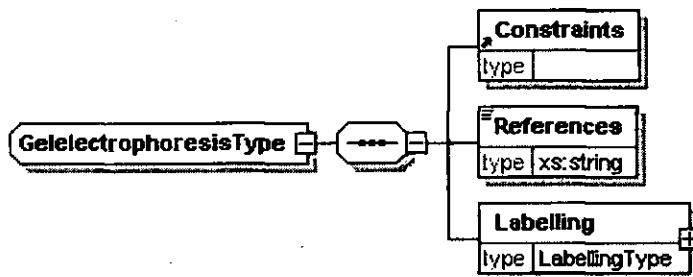 Constraints
type
GelelectrophoresisType
References
type xs:string
Labelling
type LabellingType